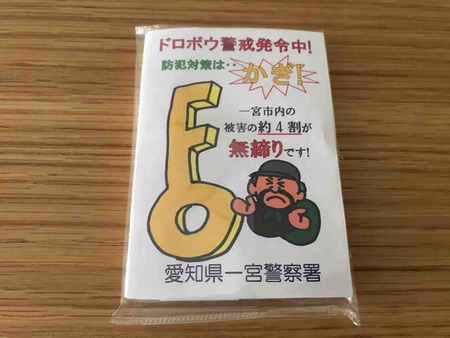 ドロボウ警戒発令中!
防犯対策は‥
かぎ!
一宮市内の
被害の約4割が
無締りです!
愛知県一宮警察署